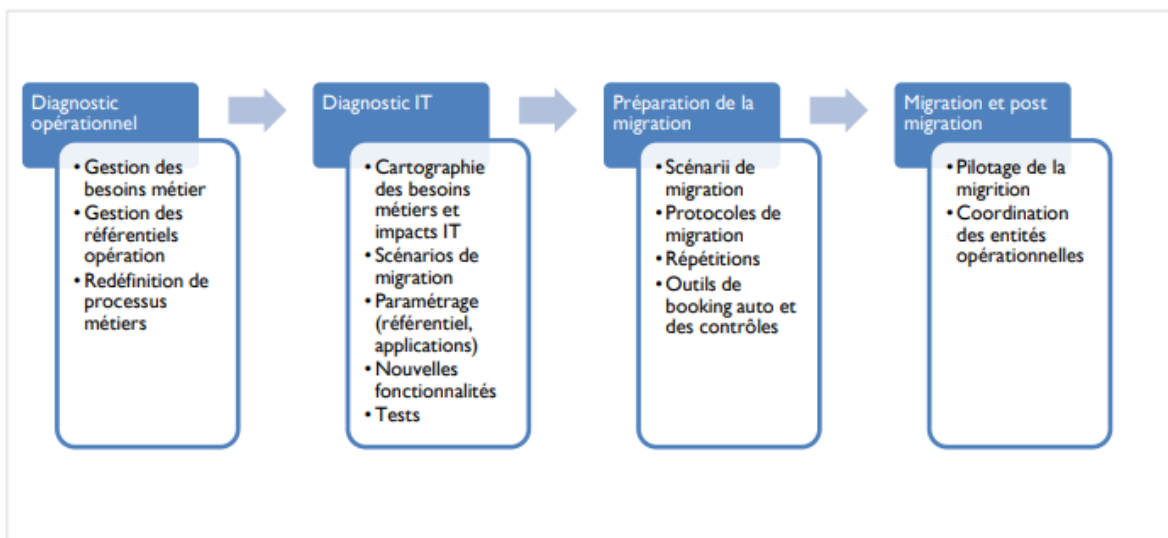 Diagnostic
opérationnel
• Gestion des
besoins métier
• Gestion des
référentiels
opération
• Redéfinition de
processus
métiers
Diagnostic IT
• Cartographie
des besoins
métiers et
impacts IT
• Scénarios de
migration
• Paramétrage
(référentiel,
applications)
• Nouvelles
fonctionnalités
• Tests
Préparation de la
migration
• Scénarii de
migration
• Protocoles de
migration
• Répétitions
• Outils de
booking auto et
des contrôles
Migration et post
migration
• Pilotage de la
migrition
• Coordination
des entités
opérationnelles